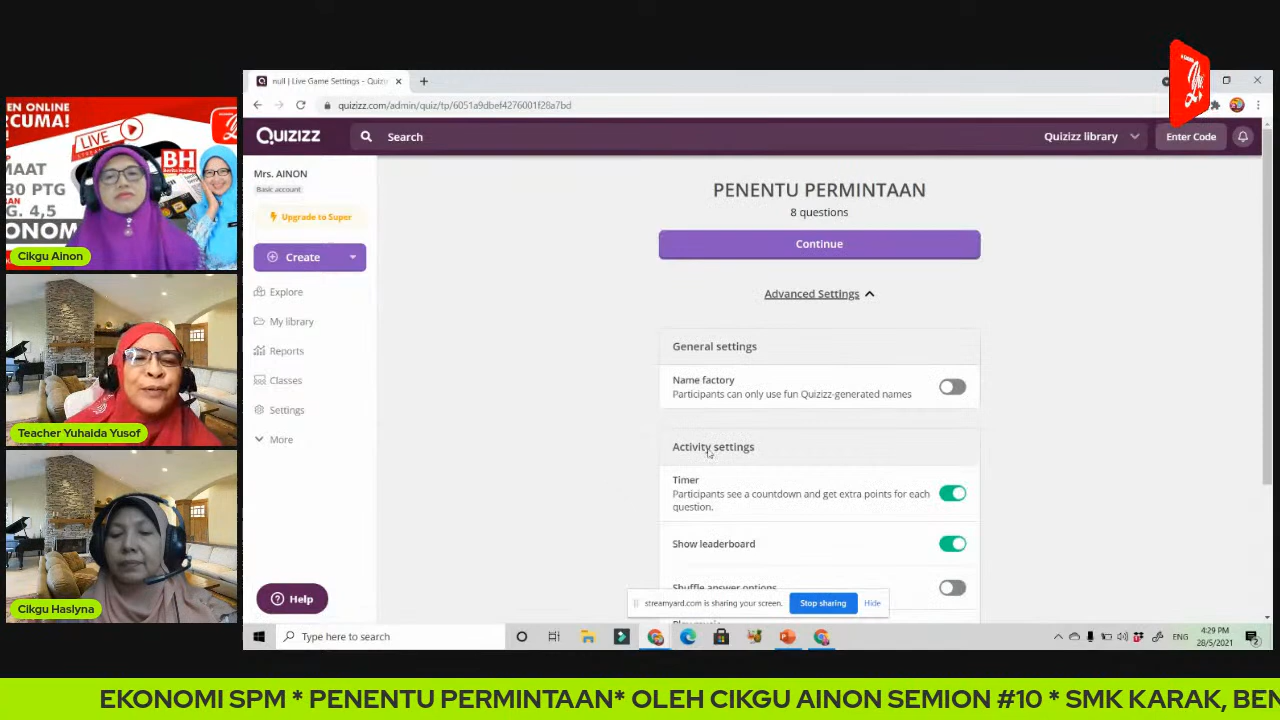 EN ONLINE
RCUMA!
LIVE
MAAT
BH
Berita Harian
30 PTG
G. 4,5
ONOM
Cikgu Ainon
Teacher Yuhaida Yusof
Cikgu Haslyna
null | Live Game Settings - Quiz
quizizz.com/admin/quiz/tp/6051a9dbef4276001f28a7bd
Quizizz
Search
Quizizz library
Enter Code
Mrs. AINON
Basic account
Upgrade to Super
Create
Explore
My library
Reports
Classes
Settings
More
Help
PENENTU PERMINTAAN
8 questions
Continue
Advanced Settings
General settings
Name factory
Participants can only use fun Quizizz-generated names
Activity settings
Timer
Participants see a countdown and get extra points for each
question.
Show leaderboard
Shuffle answer options
streamyard.com is sharing your screen.
Stop sharing
Hide
Type here to search
ENG
4:29 PM
28/5/2021
EKONOMI SPM * PENENTU PERMINTAAN* OLEH CIKGU AINON SEMION #10 * SMK KARAK, BEN